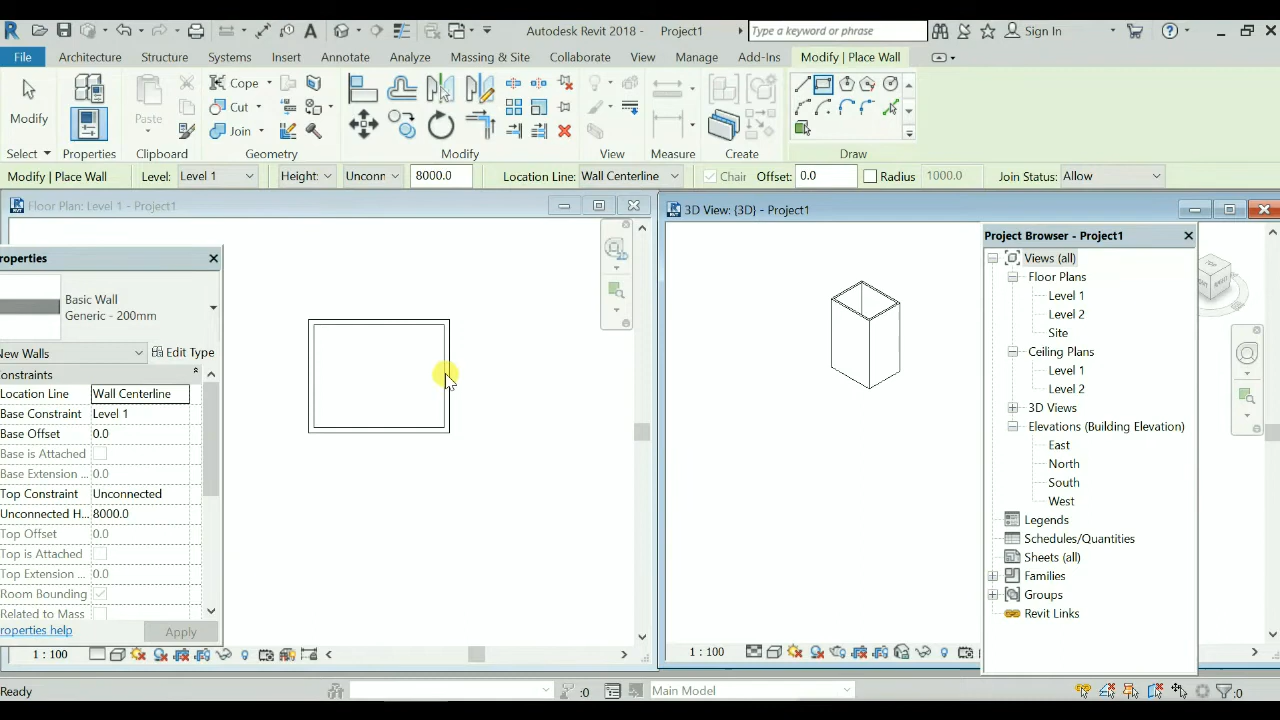 Autodesk Revit 2018 - Project1
Type a keyword or phrase
Sign In
File Architecture Structure Systems Insert Annotate Analyze Massing & Site Collaborate View Manage Add-Ins Modify | Place Wall
Modify Paste Cope Cut Join
Select Properties Clipboard Geometry Modify View Measure Create Draw
Modify | Place Wall Level: Level 1 Height: Unconn 8000.0 Location Line: Wall Centerline Chair Offset: 0.0 Radius 1000.0 Join Status: Allow
Floor Plan: Level 1 - Project1
3D View: {3D} - Project1
roperties
Basic Wall
Generic - 200mm
ew Walls Edit Type
onstraints
Location Line Wall Centerline
Base Constraint Level 1
Base Offset 0.0
Base is Attached
Base Extension ... 0.0
Top Constraint Unconnected
Unconnected H... 8000.0
Top Offset 0.0
Top is Attached
Top Extension ... 0.0
Room Bounding
Related to Mass
roperties help Apply
Project Browser - Project1
Views (all)
Floor Plans
Level 1
Level 2
Site
Ceiling Plans
Level 1
Level 2
3D Views
Elevations (Building Elevation)
East
North
South
West
Legends
Schedules/Quantities
Sheets (all)
Families
Groups
Revit Links
1 : 100
1 : 100
Ready :0 Main Model :0